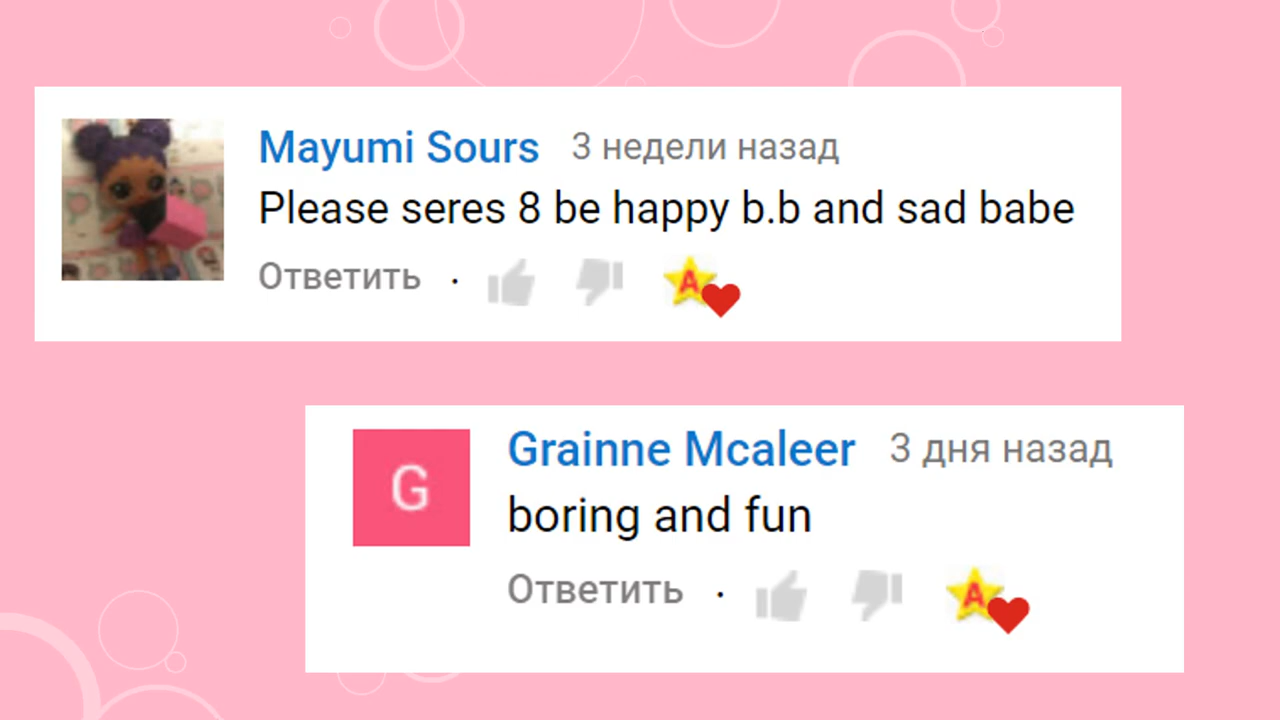 Mayumi Sours 3 недели назад
Please seres 8 be happy b.b and sad babe
Ответить ·
A
G
Grainne Mcaleer 3 дня назад
boring and fun
Ответить ·
A